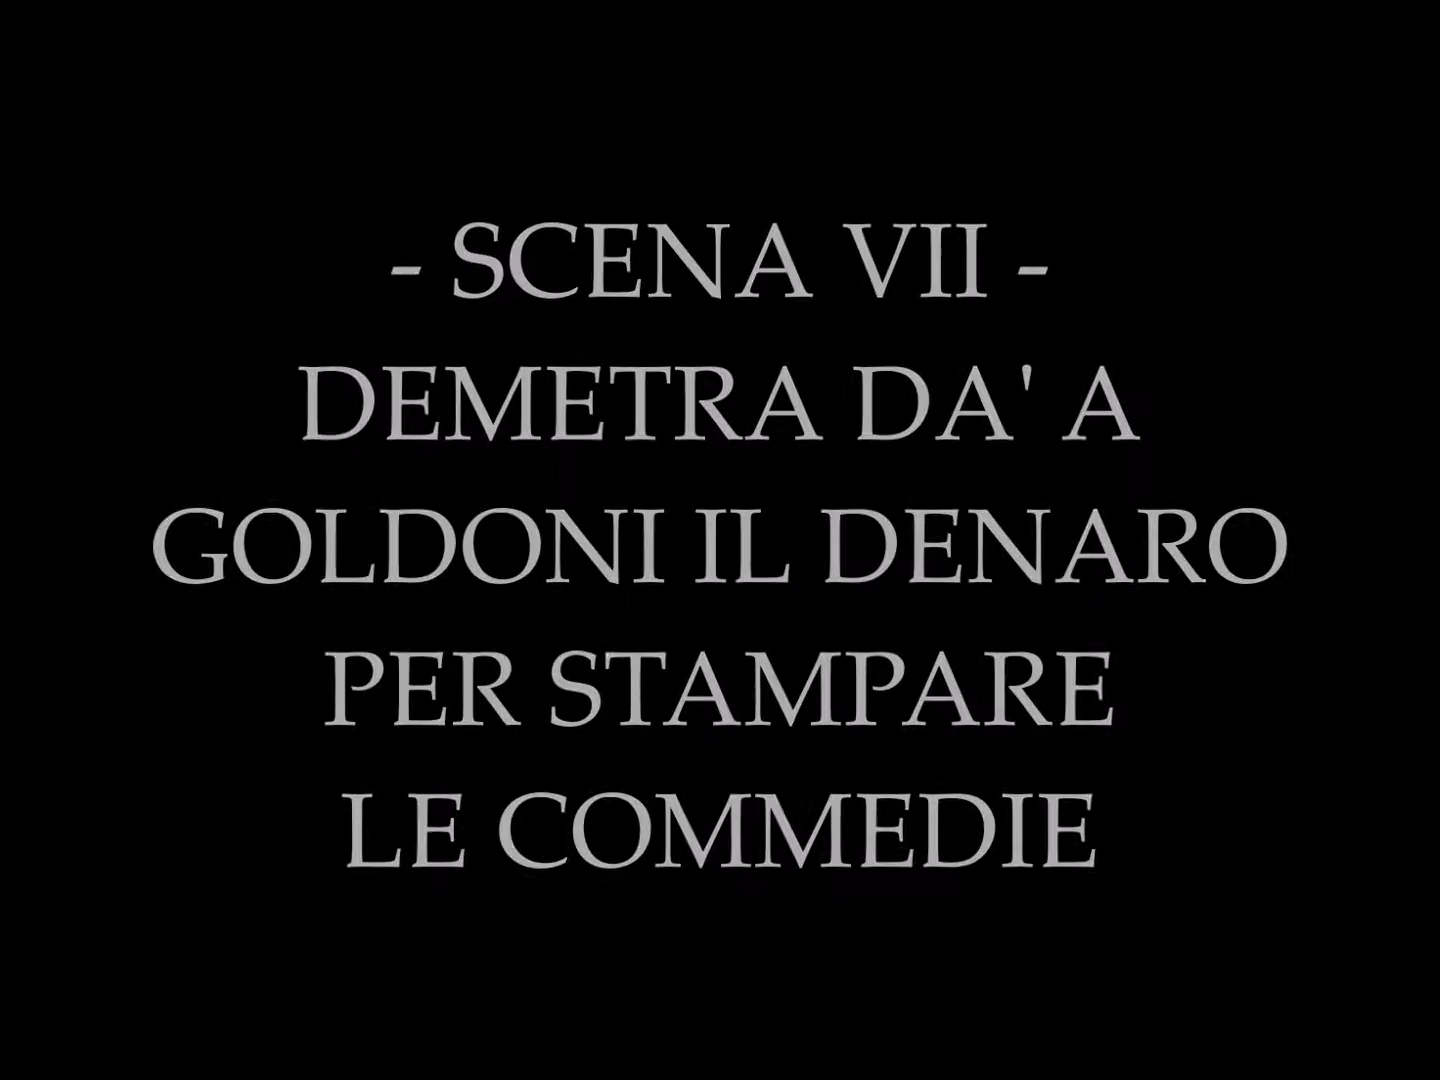 - SCENA VII -
DEMETRA DA' A
GOLDONI IL DENARO
PER STAMPARE
LE COMMEDIE